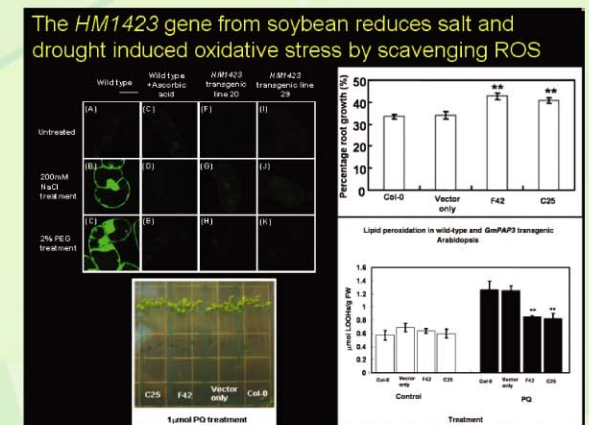 The HM1423 gene from soybean reduces salt and
drought induced oxidative stress by scavenging ROS
Wild type
Wild type
+Ascorbic
acid
HM1423
transgenic
line 20
HM1423
transgenic line
29
Untreated
[A)
(C)
(F)
(I)
200mM
NaCl
treatment
(B)
(D)
(G)
(J)
2% PEG
treatment
(C)
(E)
(H)
(K)
C25 F42 Vector only Col-0
1μmol PQ treatment
Percentage root growth (%)
50
40
30
20
10
0
** **
Col-0 Vector only F42 C25
Lipid peroxidation in wild-type and GmPAP3 transgenic
Arabidopsis
μmol LOOHs/g FW
1.6
1.4
1.2
1.0
0.8
0.6
0.4
0.2
0
** **
Col-0 Vector only F42 C25 Col-0 Vector only F42 C25
Control PQ
Treatment